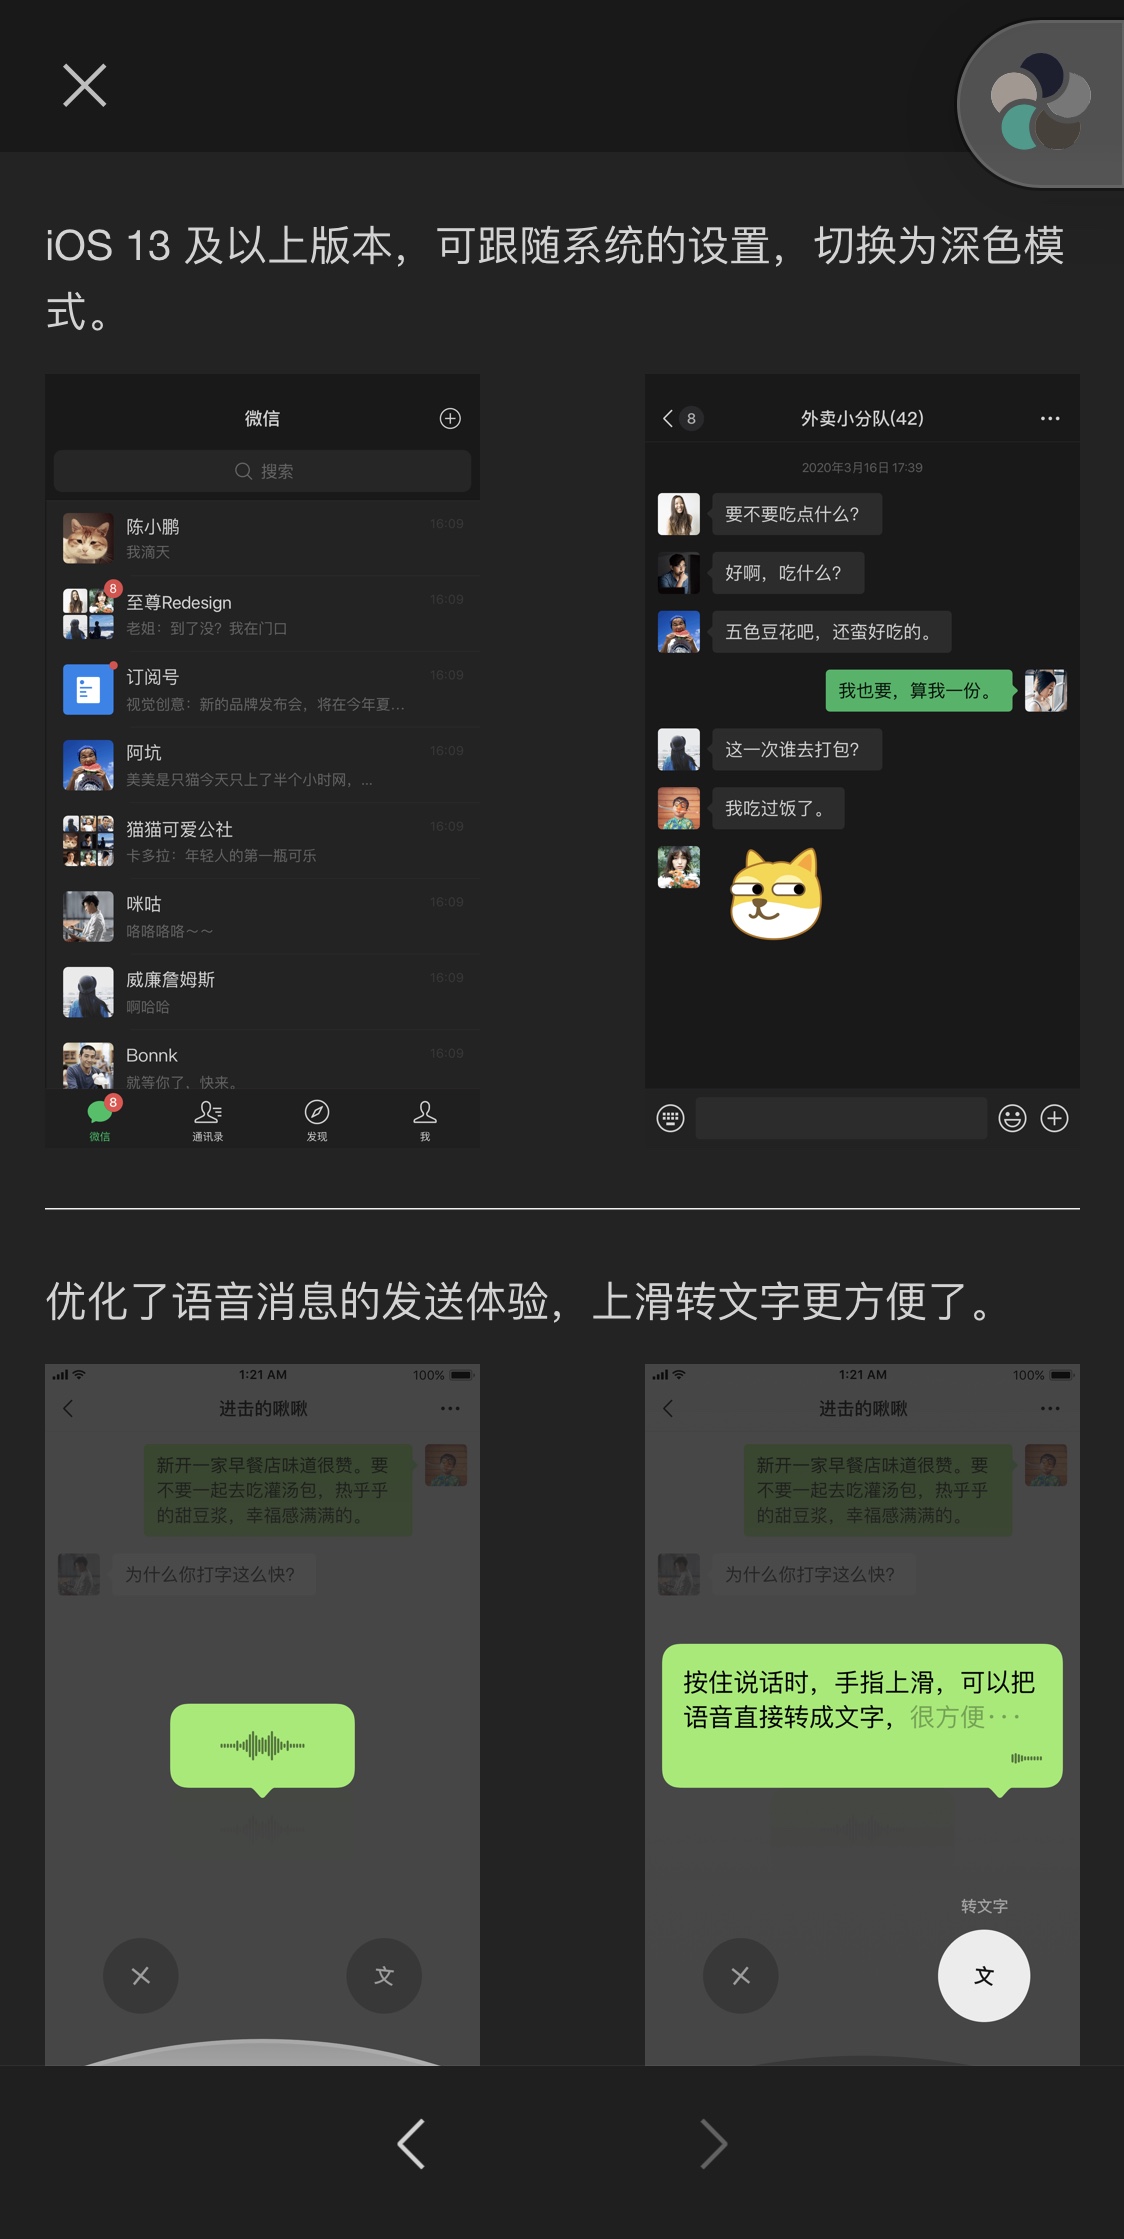 iOS 13 及以上版本，可跟随系统的设置，切换为深色模
式。
微信
搜索
陈小鹏
16:09
我滴天
8
至尊Redesign
16:09
老姐：到了没？我在门口
订阅号
16:09
视觉创意：新的品牌发布会，将在今年夏...
阿坑
16:09
美美是只猫今天只上了半个小时网，...
猫猫可爱公社
16:09
卡多拉：年轻人的第一瓶可乐
咪咕
16:09
咯咯咯咯～～
威廉詹姆斯
16:09
啊哈哈
Bonnk
16:09
就等你了，快来。
8
微信
通讯录
发现
我
8
外卖小分队(42)
2020年3月16日 17:39
要不要吃点什么？
好啊，吃什么？
五色豆花吧，还蛮好吃的。
我也要，算我一份。
这一次谁去打包？
我吃过饭了。
优化了语音消息的发送体验，上滑转文字更方便了。
1:21 AM
100%
进击的啾啾
新开一家早餐店味道很赞。要
不要一起去吃灌汤包，热乎乎
的甜豆浆，幸福感满满的。
为什么你打字这么快？
文
1:21 AM
100%
进击的啾啾
新开一家早餐店味道很赞。要
不要一起去吃灌汤包，热乎乎
的甜豆浆，幸福感满满的。
为什么你打字这么快？
按住说话时，手指上滑，可以把
语音直接转成文字，很方便···
转文字
文